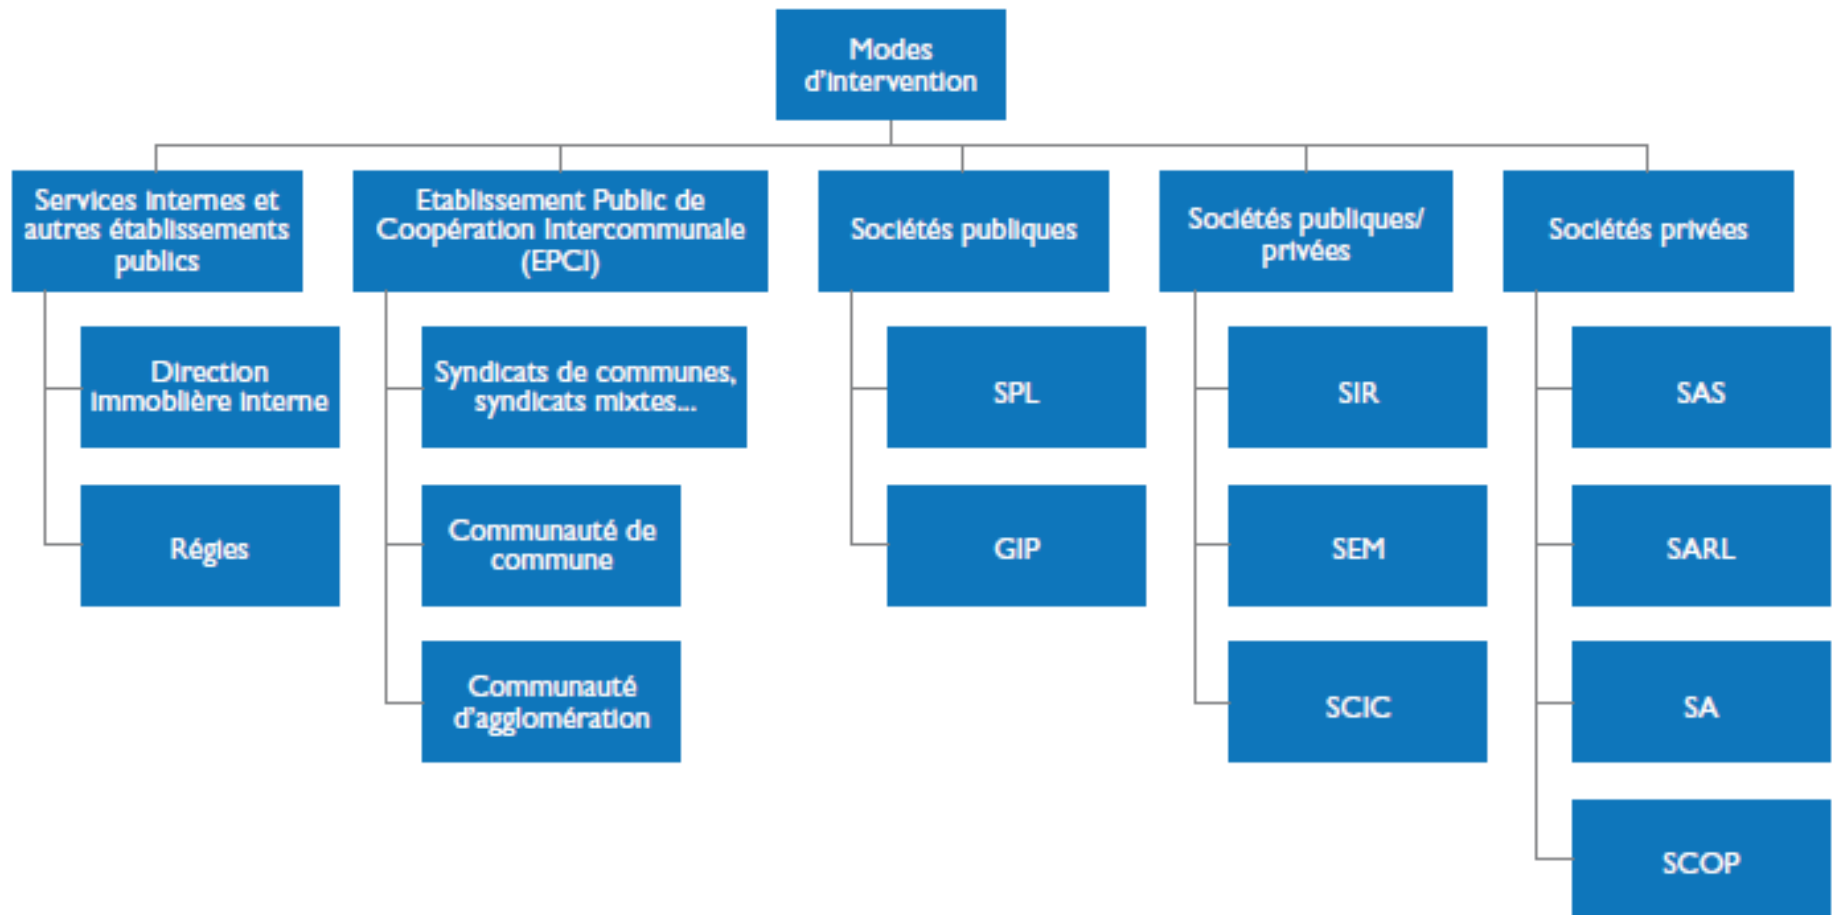 Modes
d'intervention
Services internes et
autres établissements
publics
Etablissement Public de
Coopération Intercommunale
(EPCI)
Sociétés publiques
Sociétés publiques/
privées
Sociétés privées
Direction
immoblière interne
Régies
Syndicats de communes,
syndicats mixtes...
Communauté de
commune
Communauté
d'agglomération
SPL
GIP
SIR
SEM
SCIC
SAS
SARL
SA
SCOP